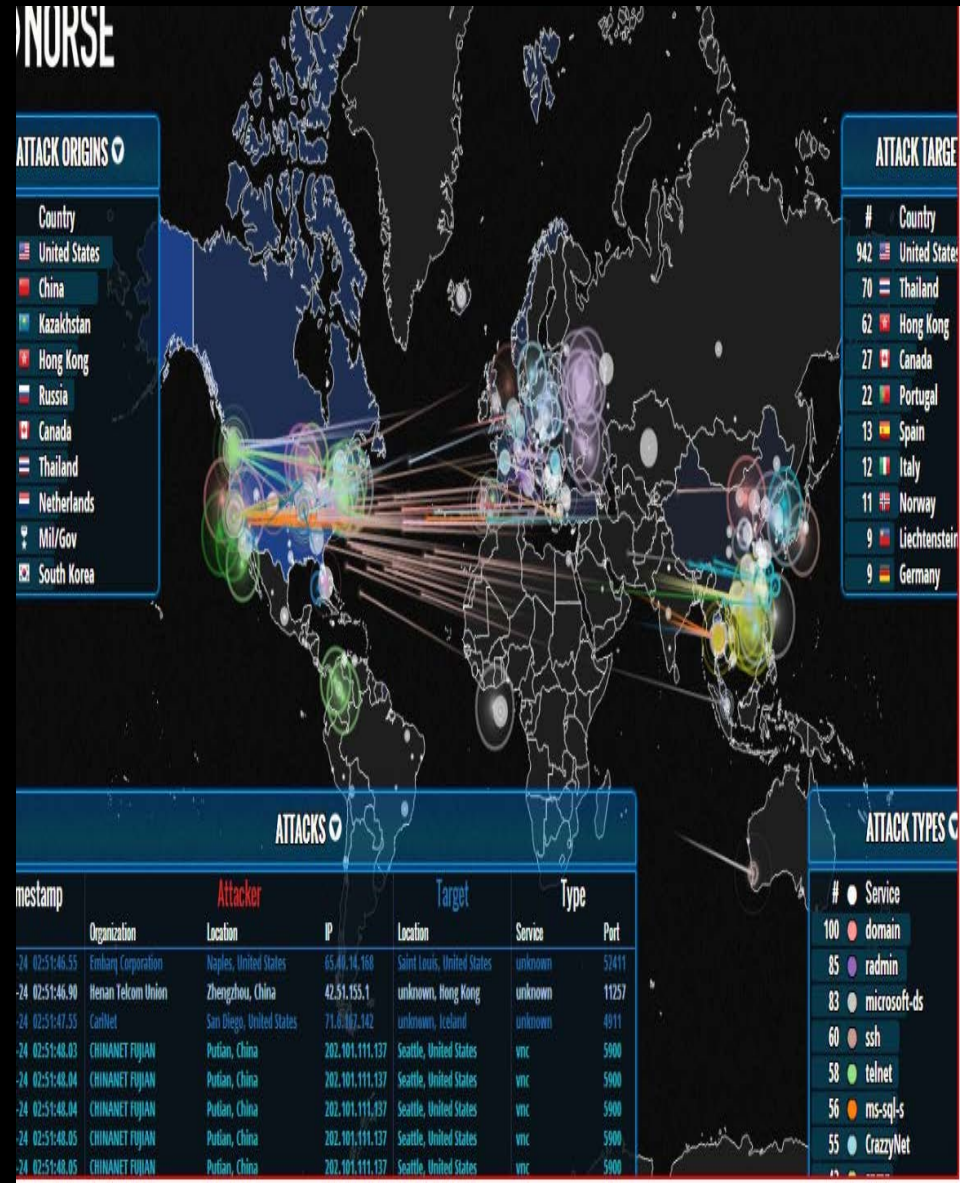 NORSE
ATTACK ORIGINS
Country
United States
China
Kazakhstan
Hong Kong
Russia
Canada
Thailand
Netherlands
Mil/Gov
South Korea
ATTACK TARGE
# Country
942 United States
70 Thailand
62 Hong Kong
27 Canada
22 Portugal
13 Spain
12 Italy
11 Norway
9 Liechtenstein
9 Germany
ATTACKS
mestamp Attacker Target Type
Organization Location IP Location Service Port
-24 02:51:46.55 Embarq Corporation Naples, United States Saint Louis, United States unknown 57411
-24 02:51:46.90 Henan Telcom Union Zhengzhou, China 42.51.155.1 unknown, Hong Kong unknown 11257
-24 02:51:47.55 CariNet San Diego, United States unknown, Iceland unknown 4911
-24 02:51:48.03 CHINANET FUJIAN Putian, China 202.101.111.137 Seattle, United States vnc 5900
-24 02:51:48.04 CHINANET FUJIAN Putian, China 202.101.111.137 Seattle, United States vnc 5900
-24 02:51:48.04 CHINANET FUJIAN Putian, China 202.101.111.137 Seattle, United States vnc 5900
-24 02:51:48.05 CHINANET FUJIAN Putian, China 202.101.111.137 Seattle, United States vnc 5900
-24 02:51:48.05 CHINANET FUJIAN Putian, China 202.101.111.137 Seattle, United States vnc 5900
ATTACK TYPES
# Service
100 domain
85 radmin
83 microsoft-ds
60 ssh
58 telnet
56 ms-sql-s
55 CrazzyNet